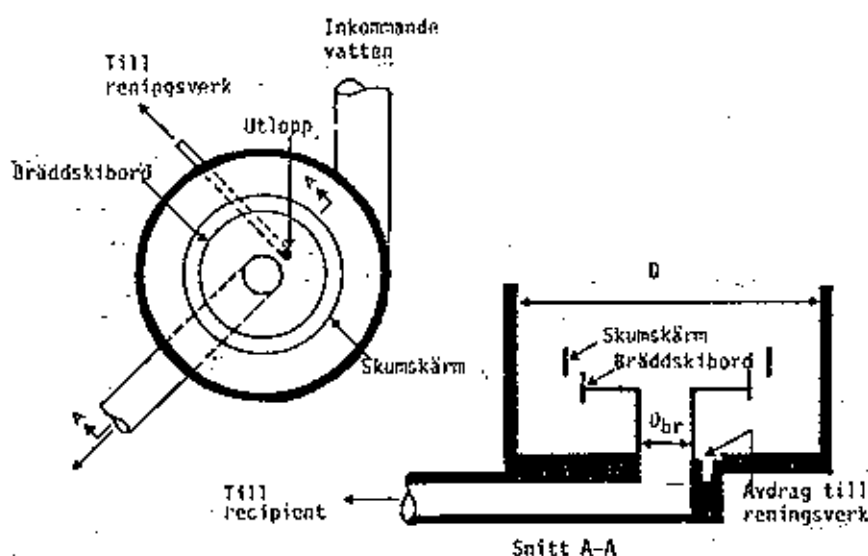 Inkommande
vatten
Till
reningsverk
Utlopp
Bräddskibord
A
Skumskärm
A
D
Skumskärm
Bräddskibord
Dbr
Till
recipient
Avdrag till
reningsverk
Snitt A-A